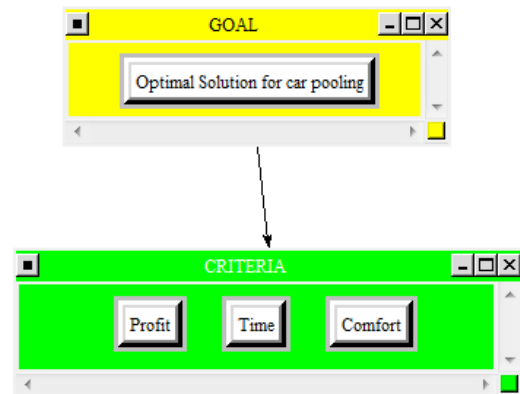 GOAL
Optimal Solution for car pooling
CRITERIA
Profit Time Comfort